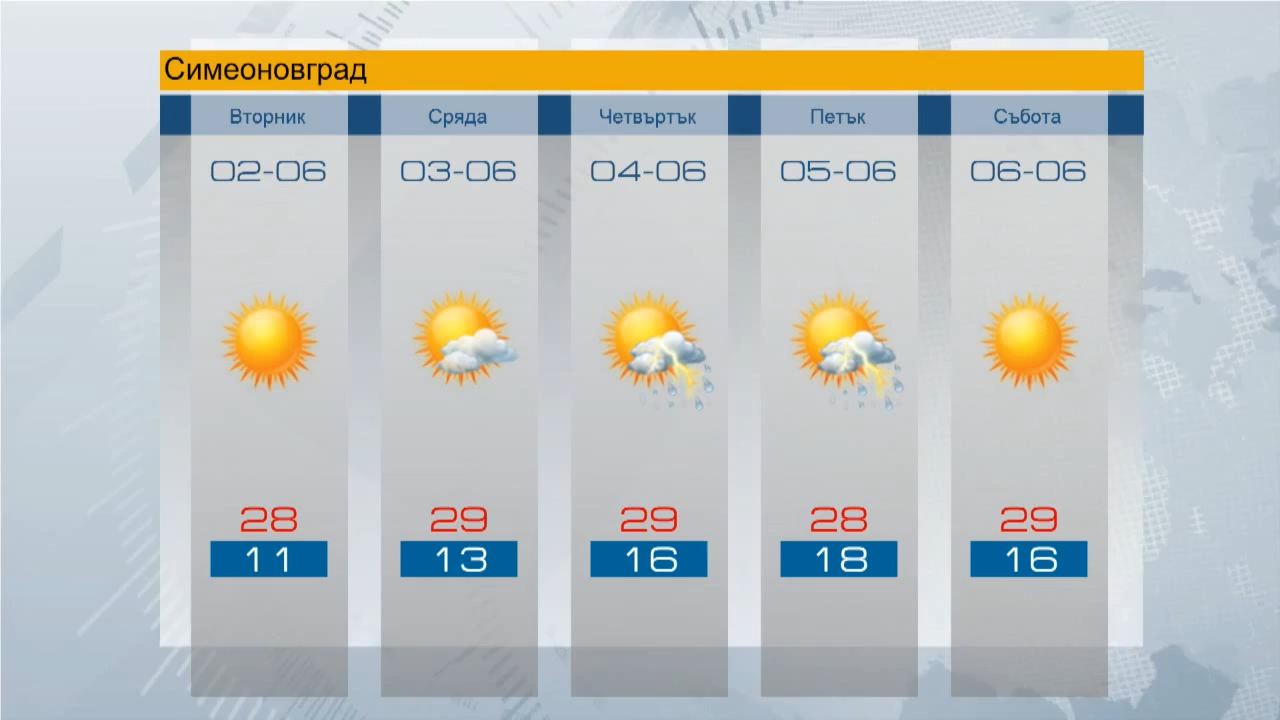 Симеоновград
Вторник Сряда Четвъртък Петък Събота
02-06 03-06 04-06 05-06 06-06
28 29 29 28 29
11 13 16 18 16